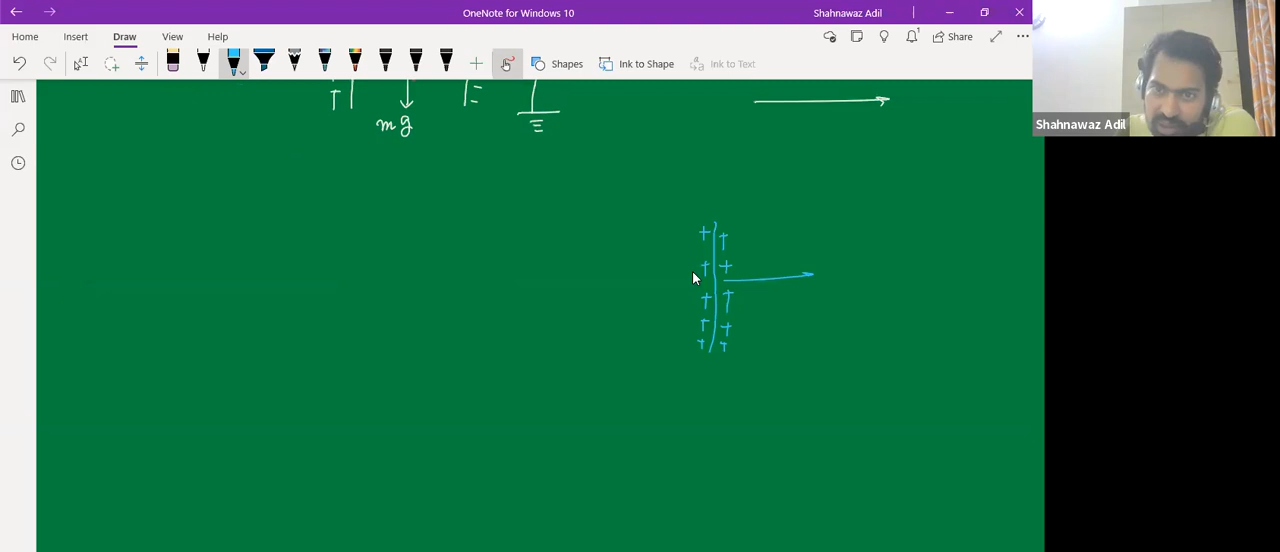 OneNote for Windows 10
Shahnawaz Adil
Home Insert Draw View Help
Share
Shapes
Ink to Shape
Ink to Text
Shahnawaz Adil
+
mg
+ +
+ +
+ +
+ +
+ +